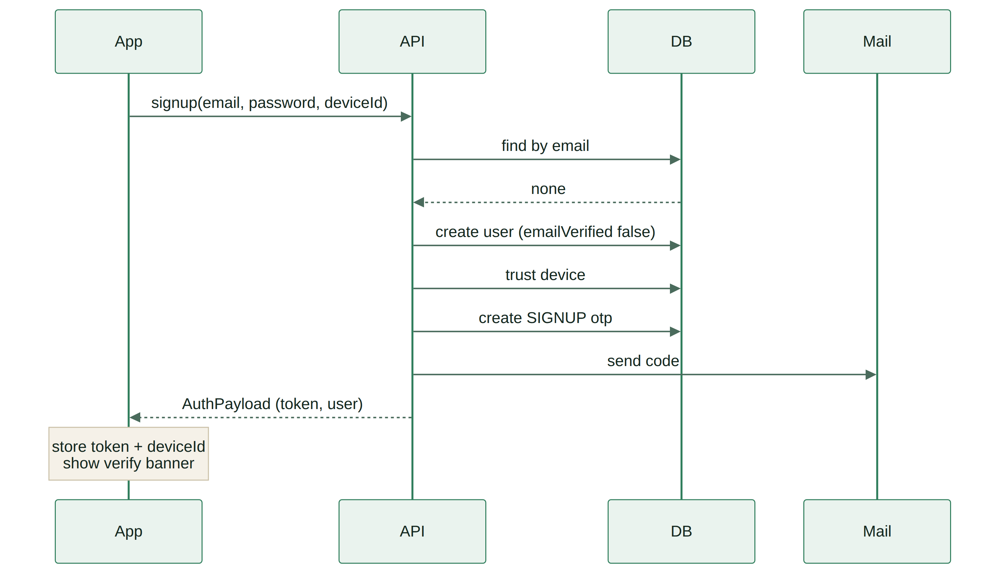 App
API
DB
Mail
signup(email, password, deviceId)
find by email
none
create user (emailVerified false)
trust device
create SIGNUP otp
send code
AuthPayload (token, user)
store token + deviceId
show verify banner
App
API
DB
Mail